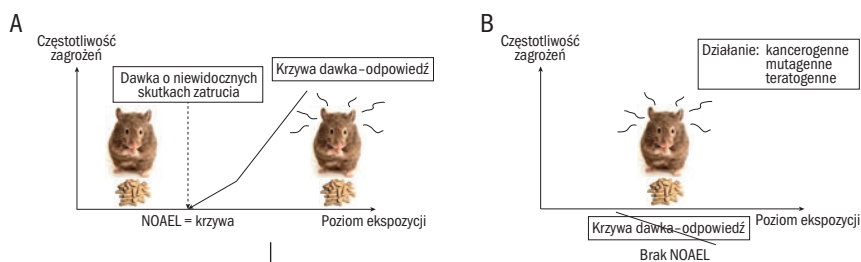 A
Częstotliwość
zagrożeń
Dawka o niewidocznych
skutkach zatrucia
Krzywa dawka–odpowiedź
NOAEL = krzywa
Poziom ekspozycji
B
Częstotliwość
zagrożeń
Działanie: kancerogenne
mutagenne
teratogenne
Krzywa dawka–odpowiedź
Poziom ekspozycji
Brak NOAEL